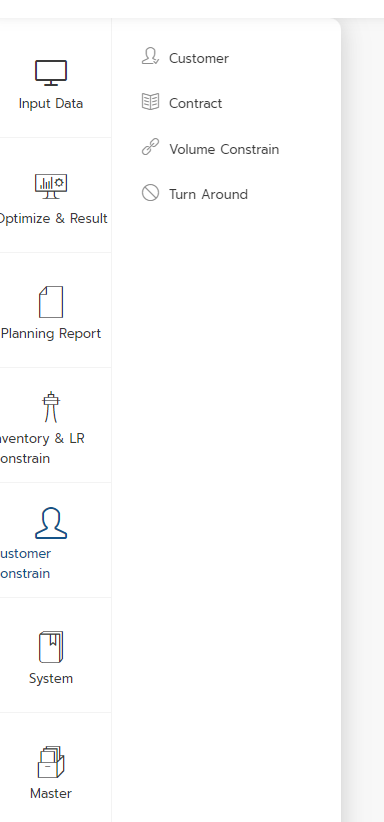 Input Data
Optimize & Result
Planning Report
nventory & LR
onstrain
ustomer
onstrain
System
Master
Customer
Contract
Volume Constrain
Turn Around